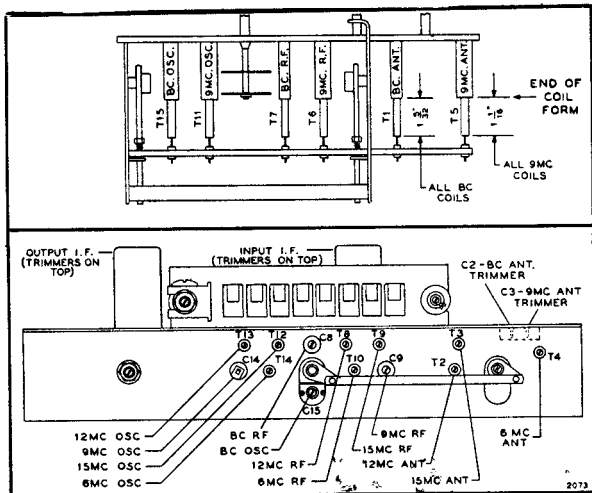 BC. OSC.
9MC. OSC.
BC. R.F.
9MC. R.F.
BC. ANT.
9MC. ANT.
END OF
COIL
FORM
T15
T11
T7
T6
T1
T5
1 5/32
1 1/16
ALL 9MC
COILS
ALL BC
COILS
OUTPUT I.F.
(TRIMMERS ON
TOP)
INPUT I.F.
(TRIMMERS ON TOP)
C2-BC ANT.
TRIMMER
C3-9MC ANT
TRIMMER
T13
T12
C8
T8
T9
T3
T4
C14
T14
T10
C9
T2
C15
12MC OSC
9MC OSC
15MC OSC
6MC OSC
BC RF
BC OSC
12MC RF
6MC RF
9MC RF
15MC RF
12MC ANT
15MC ANT
6 MC
ANT
2073